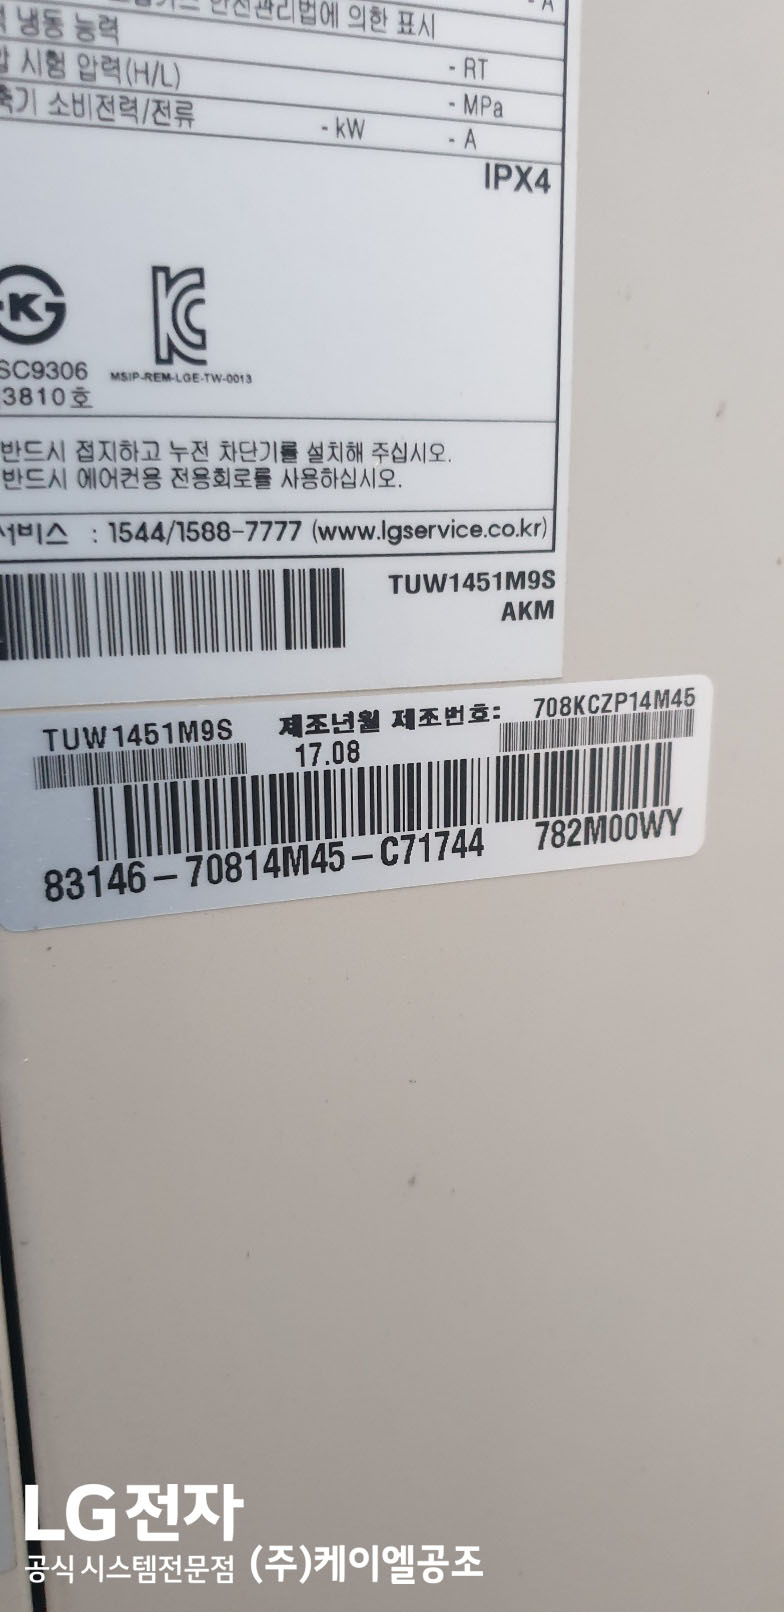 안전관리법에 의한 표시
- A
냉동 능력
- RT
시험 압력(H/L)
- MPa
소비전력/전류
- kW
- A
IPX4
K
SC9306
3810호
MSIP-REM-LGE-TW-0013
반드시 접지하고 누전 차단기를 설치해 주십시오.
반드시 에어컨용 전용회로를 사용하십시오.
서비스 : 1544/1588-7777 (www.lgservice.co.kr)
TUW1451M9S
AKM
TUW1451M9S 제조년월 제조번호: 708KCZP14M45
17.08
83146-70814M45-C71744 782M00WY
LG전자
공식 시스템전문점 (주)케이엘공조